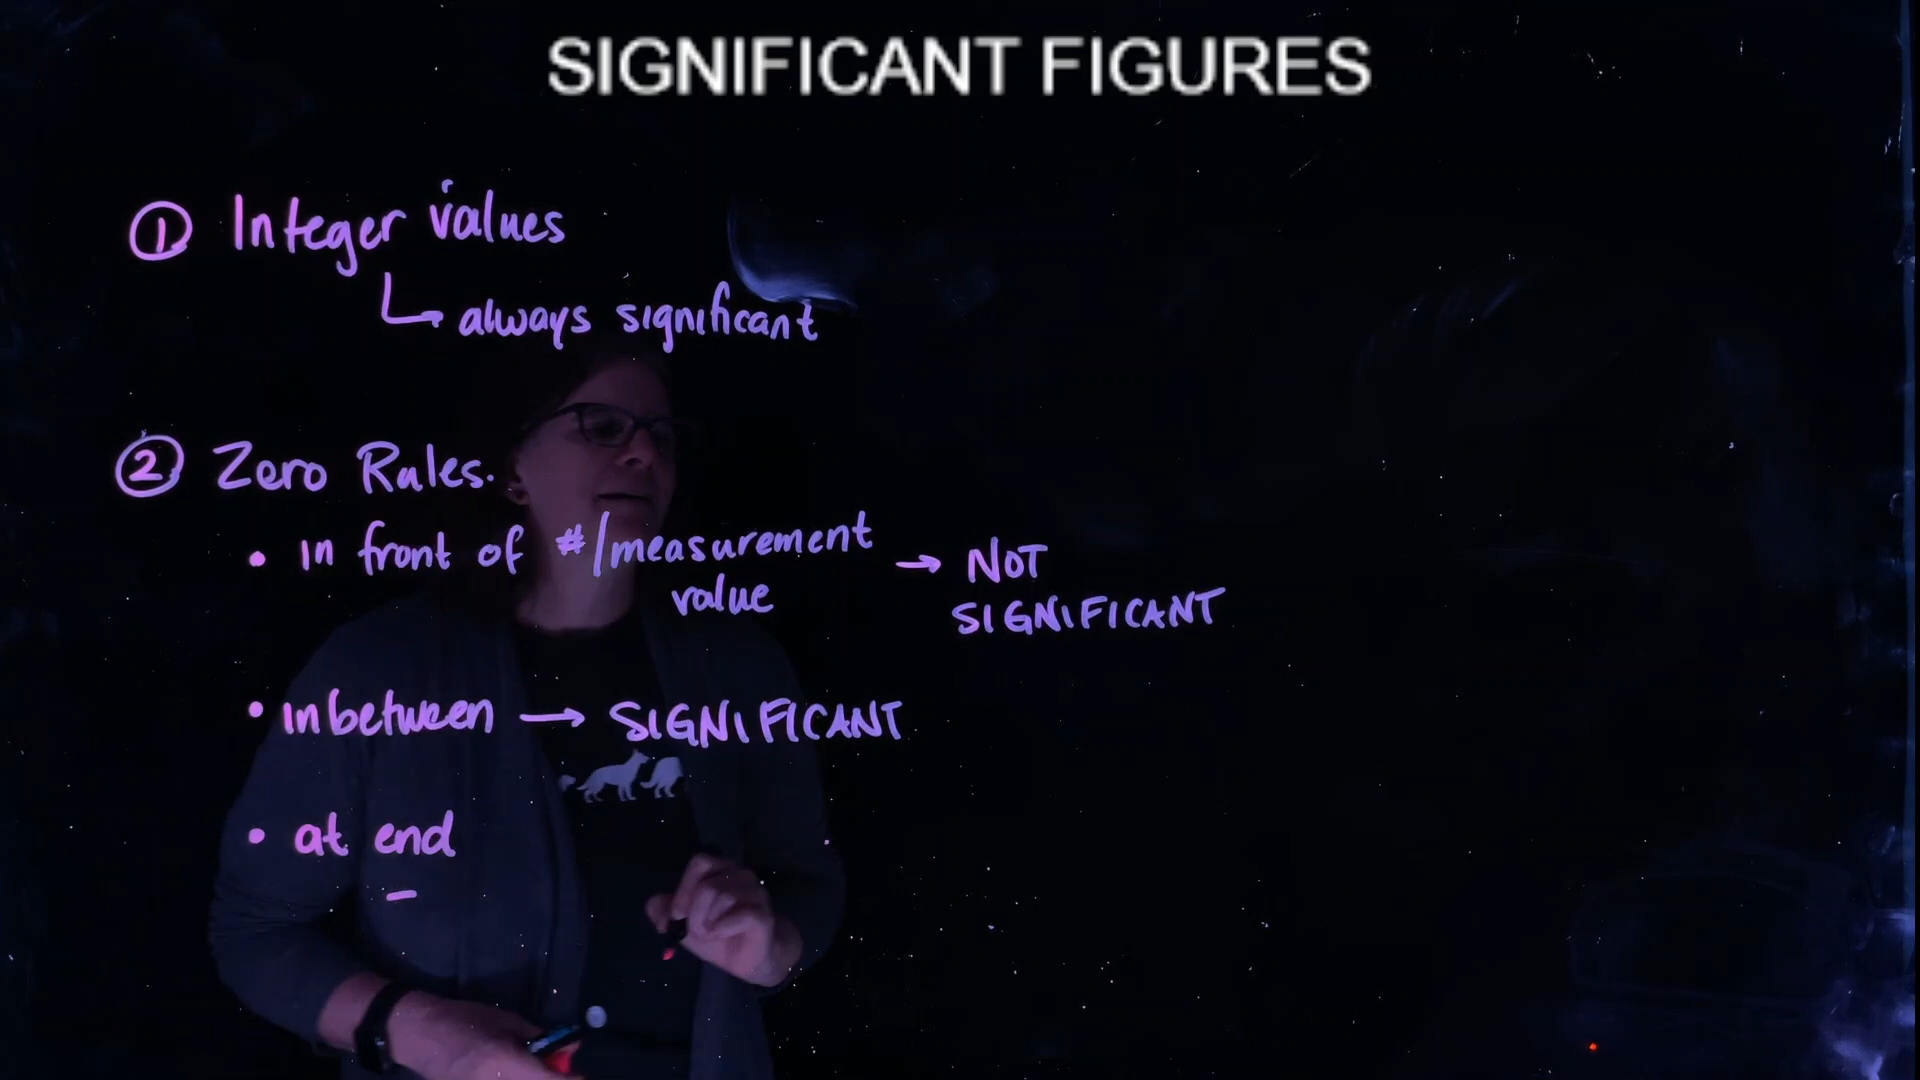 SIGNIFICANT FIGURES
① Integer values
always significant
② Zero Rules.
• in front of #/measurement
value
→ NOT
SIGNIFICANT
• inbetween → SIGNIFICANT
• at end
–